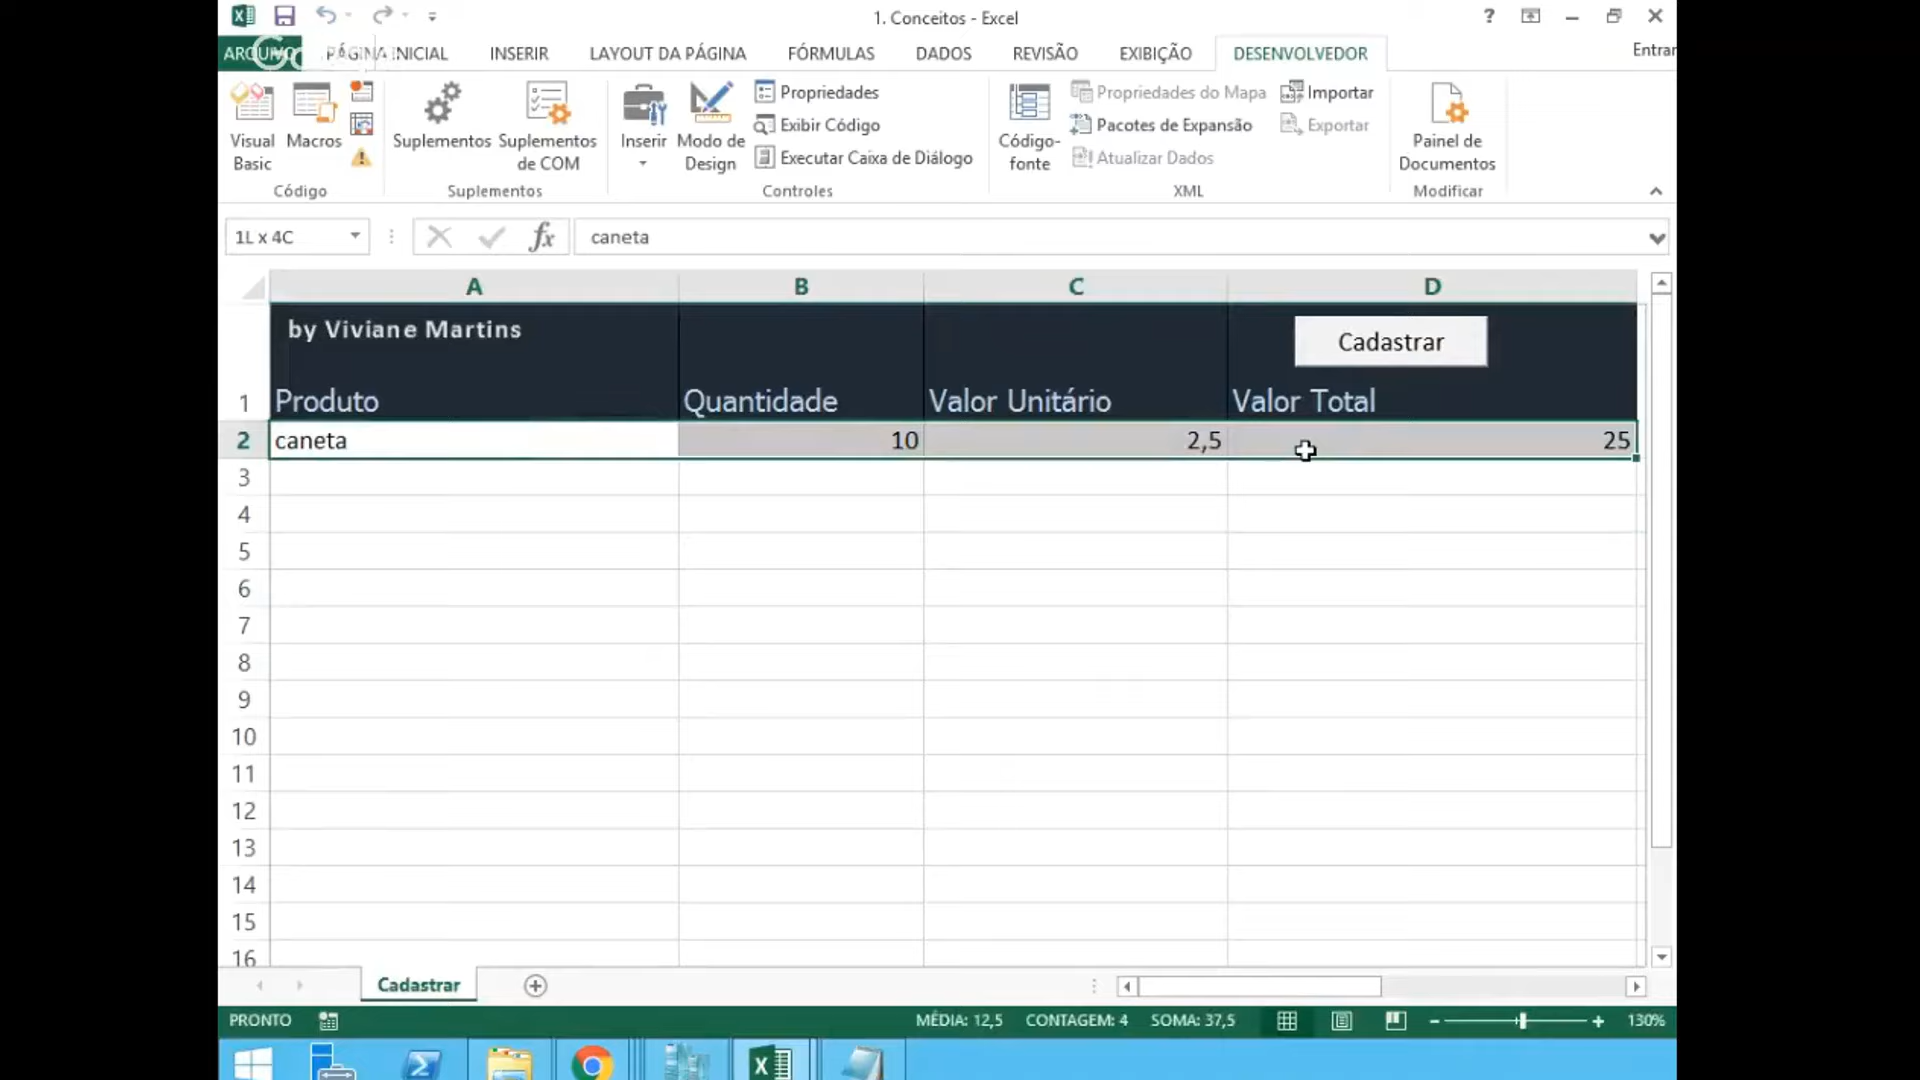 1. Conceitos - Excel
?
ARQUIVO PÁGINA INICIAL INSERIR LAYOUT DA PÁGINA FÓRMULAS DADOS REVISÃO EXIBIÇÃO DESENVOLVEDOR Entrar
Visual Basic
Macros
Suplementos
Suplementos de COM
Inserir
Modo de Design
Propriedades
Exibir Código
Executar Caixa de Diálogo
Código-fonte
Propriedades do Mapa
Pacotes de Expansão
Atualizar Dados
Importar
Exportar
Painel de Documentos
Código Suplementos Controles XML Modificar
1L x 4C fx caneta
A B C D
by Viviane Martins Cadastrar
1 Produto Quantidade Valor Unitário Valor Total
2 caneta 10 2,5 25
3
4
5
6
7
8
9
10
11
12
13
14
15
16
Cadastrar
PRONTO MÉDIA: 12,5 CONTAGEM: 4 SOMA: 37,5 130%